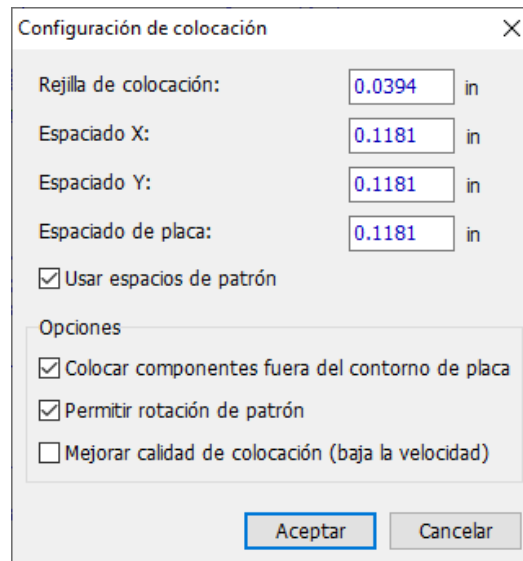 Configuración de colocación
Rejilla de colocación: 0.0394 in
Espaciado X: 0.1181 in
Espaciado Y: 0.1181 in
Espaciado de placa: 0.1181 in
Usar espacios de patrón
Opciones
Colocar componentes fuera del contorno de placa
Permitir rotación de patrón
Mejorar calidad de colocación (baja la velocidad)
Aceptar Cancelar